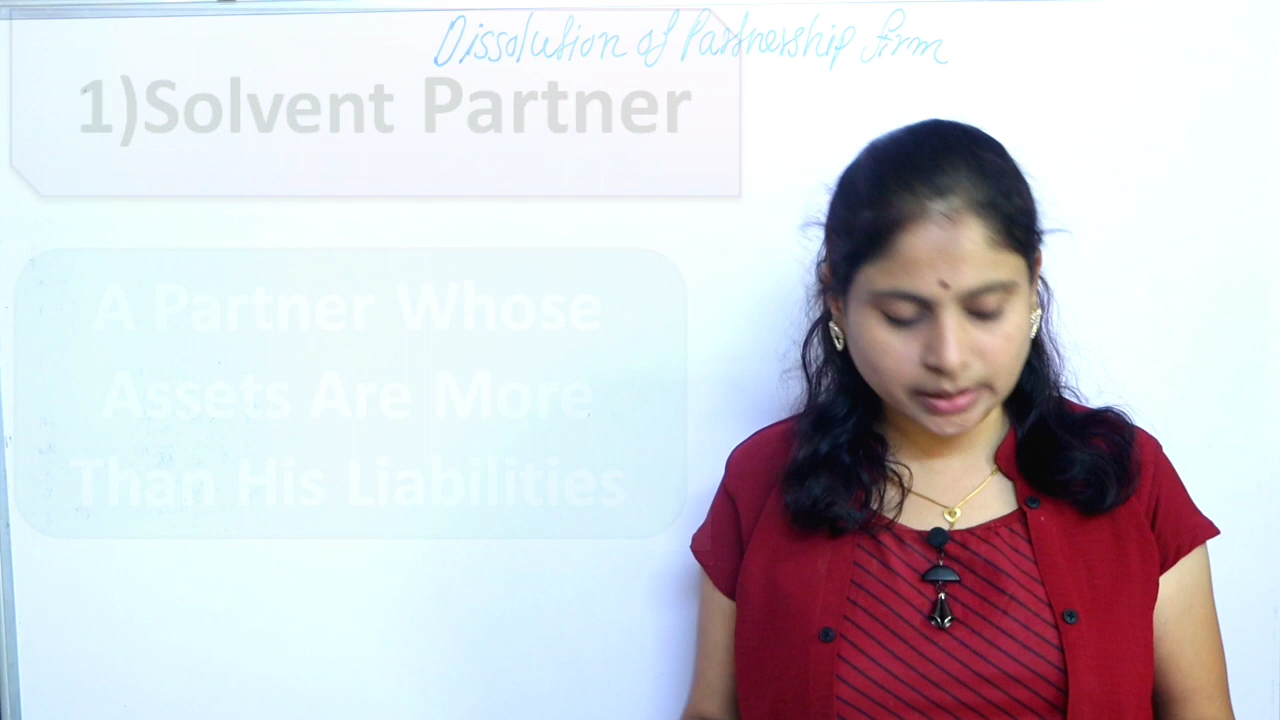 Dissolution of Partnership firm
1)Solvent Partner
A Partner Whose
Assets Are More
Than His Liabilities